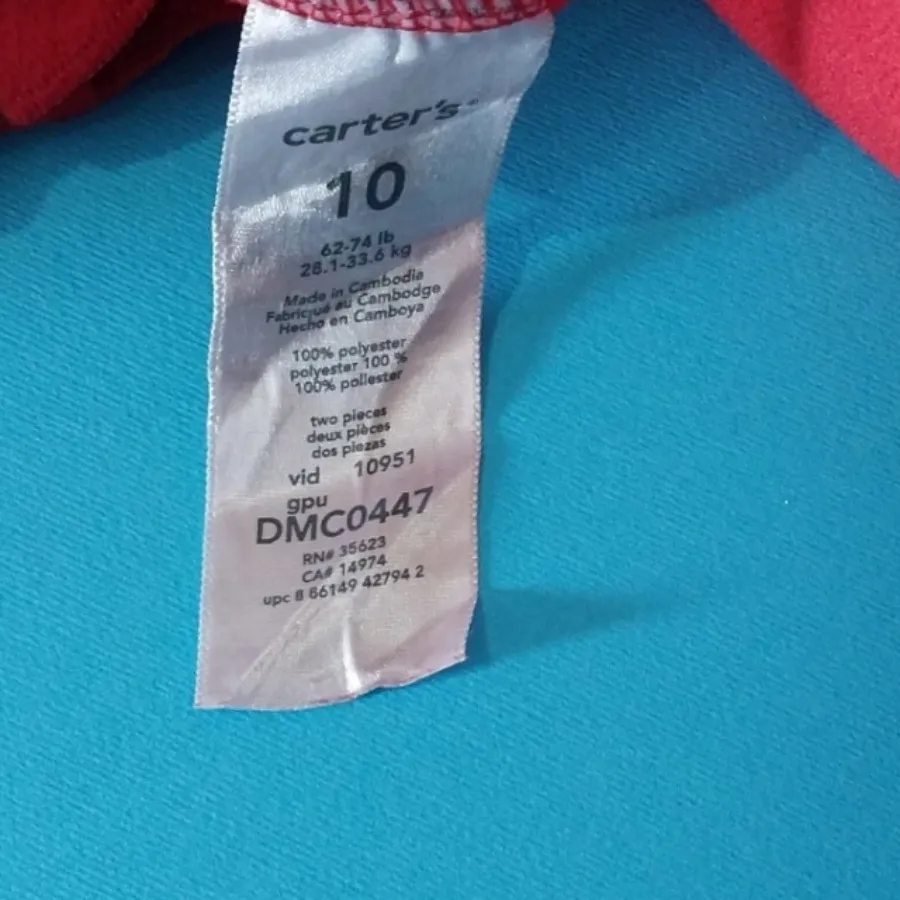 carter's
10
62-74 lb
28.1-33.6 kg
Made in Cambodia
Fabriqué au Cambodge
Hecho en Camboya
100% polyester
polyester 100 %
100% poliester
two pieces
deux pièces
dos piezas
vid 10951
gpu
DMC0447
RN# 35623
CA# 14974
upc 8 86149 42794 2